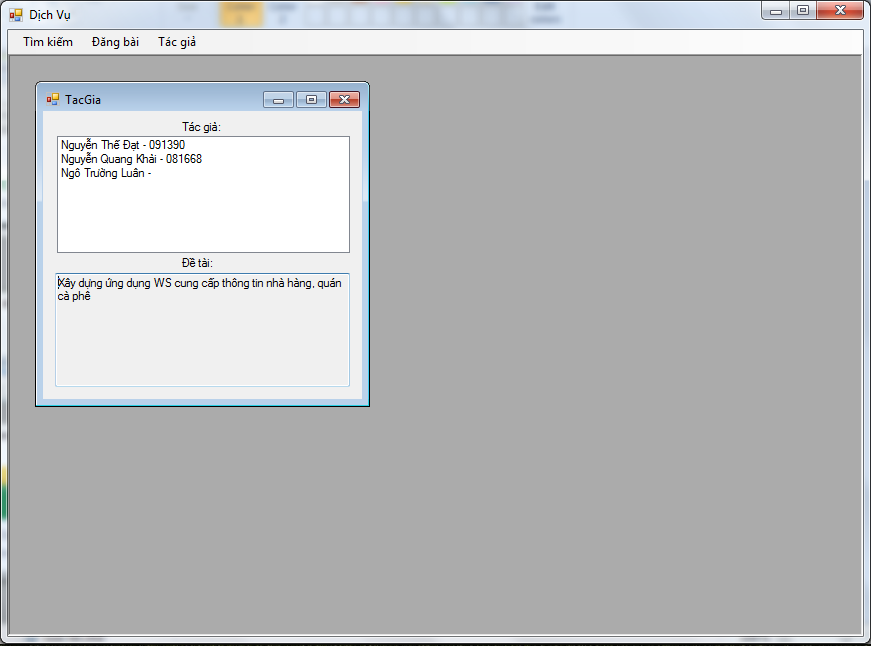 Dịch Vụ
Tìm kiếm Đăng bài Tác giả
TacGia
Tác giả:
Nguyễn Thế Đạt - 091390
Nguyễn Quang Khải - 081668
Ngô Trường Luân -
Đề tài:
Xây dựng ứng dụng WS cung cấp thông tin nhà hàng, quán
cà phê